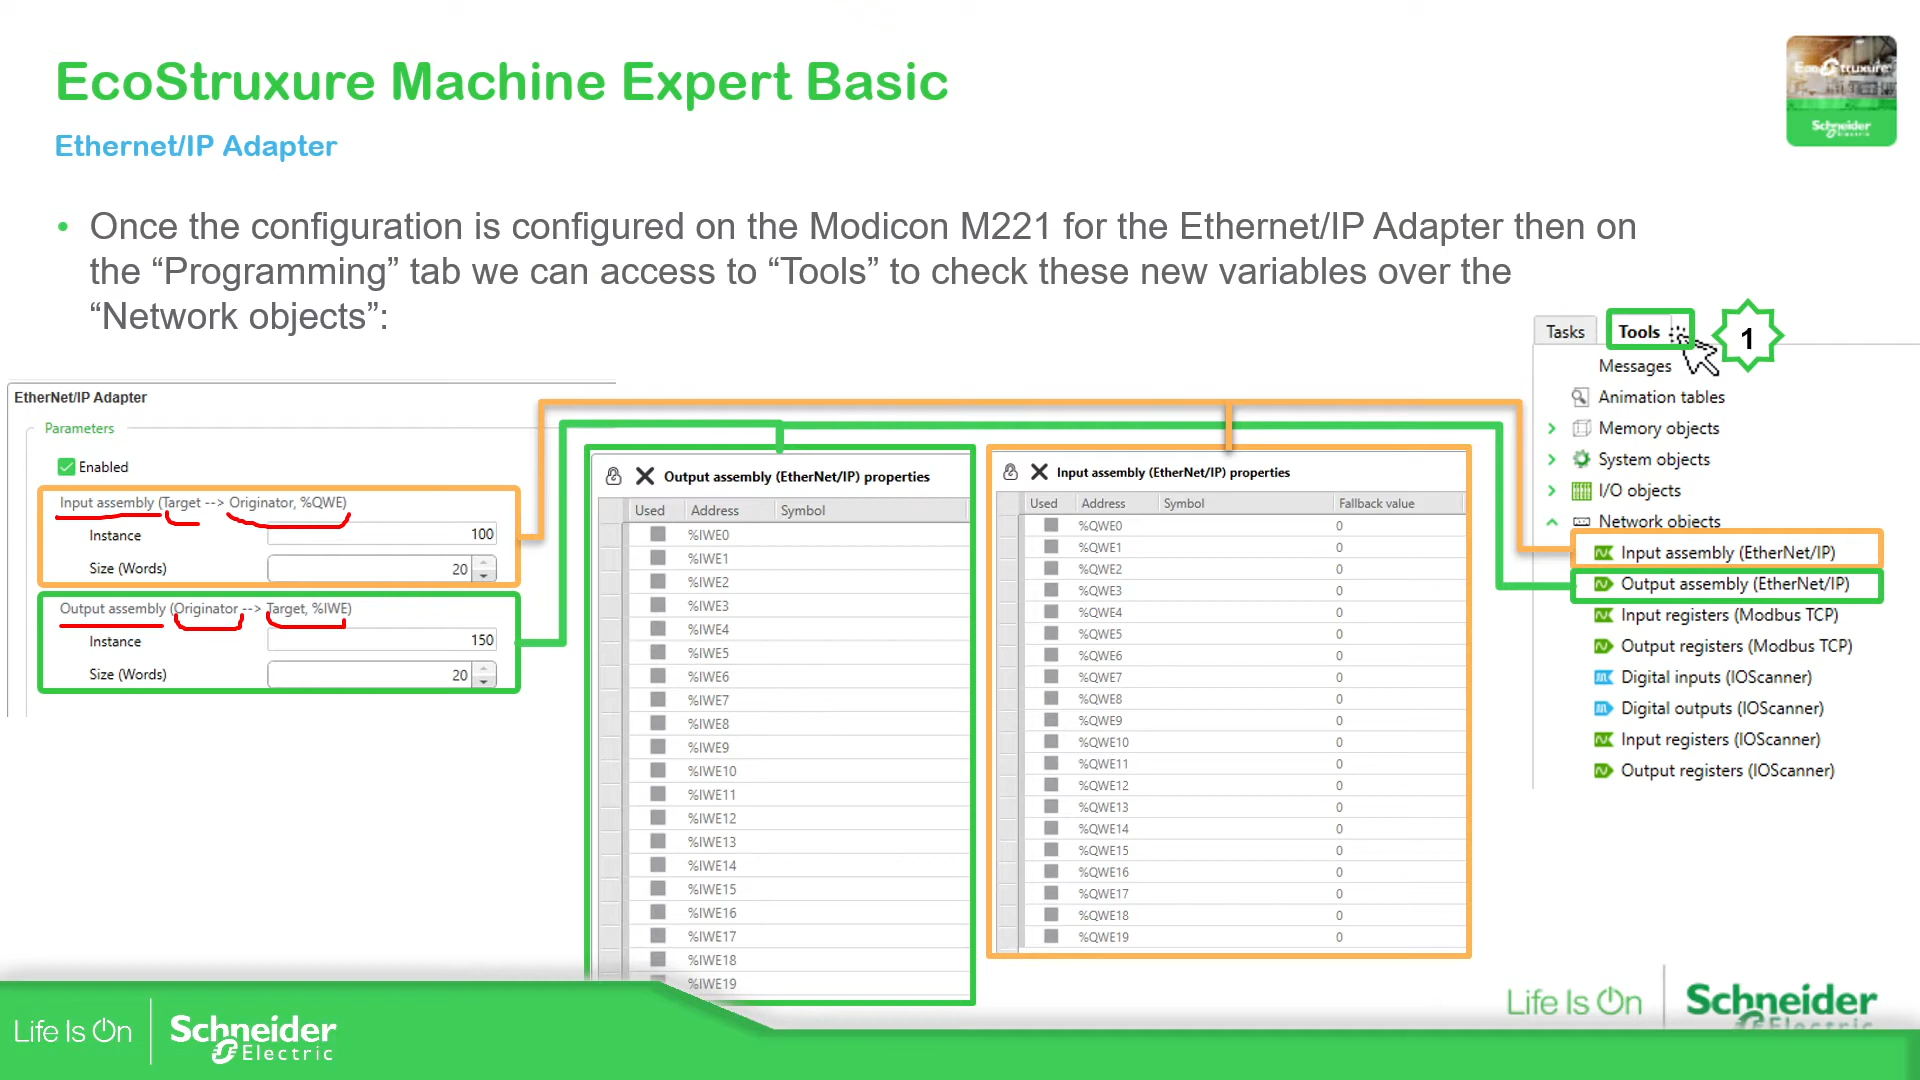 EcoStruxure Machine Expert Basic
Ethernet/IP Adapter
EcoStruxure
Schneider
Electric
• Once the configuration is configured on the Modicon M221 for the Ethernet/IP Adapter then on
the “Programming” tab we can access to “Tools” to check these new variables over the
“Network objects”:
EtherNet/IP Adapter
Parameters
Enabled
Input assembly (Target --> Originator, %QWE)
Instance 100
Size (Words) 20
Output assembly (Originator --> Target, %IWE)
Instance 150
Size (Words) 20
Output assembly (EtherNet/IP) properties
Used Address Symbol
%IWE0
%IWE1
%IWE2
%IWE3
%IWE4
%IWE5
%IWE6
%IWE7
%IWE8
%IWE9
%IWE10
%IWE11
%IWE12
%IWE13
%IWE14
%IWE15
%IWE16
%IWE17
%IWE18
%IWE19
Input assembly (EtherNet/IP) properties
Used Address Symbol Fallback value
%QWE0 0
%QWE1 0
%QWE2 0
%QWE3 0
%QWE4 0
%QWE5 0
%QWE6 0
%QWE7 0
%QWE8 0
%QWE9 0
%QWE10 0
%QWE11 0
%QWE12 0
%QWE13 0
%QWE14 0
%QWE15 0
%QWE16 0
%QWE17 0
%QWE18 0
%QWE19 0
Tasks Tools 1
Messages
Animation tables
Memory objects
System objects
I/O objects
Network objects
Input assembly (EtherNet/IP)
Output assembly (EtherNet/IP)
Input registers (Modbus TCP)
Output registers (Modbus TCP)
Digital inputs (IOScanner)
Digital outputs (IOScanner)
Input registers (IOScanner)
Output registers (IOScanner)
Life Is On Schneider
Electric
Life Is On Schneider
Electric